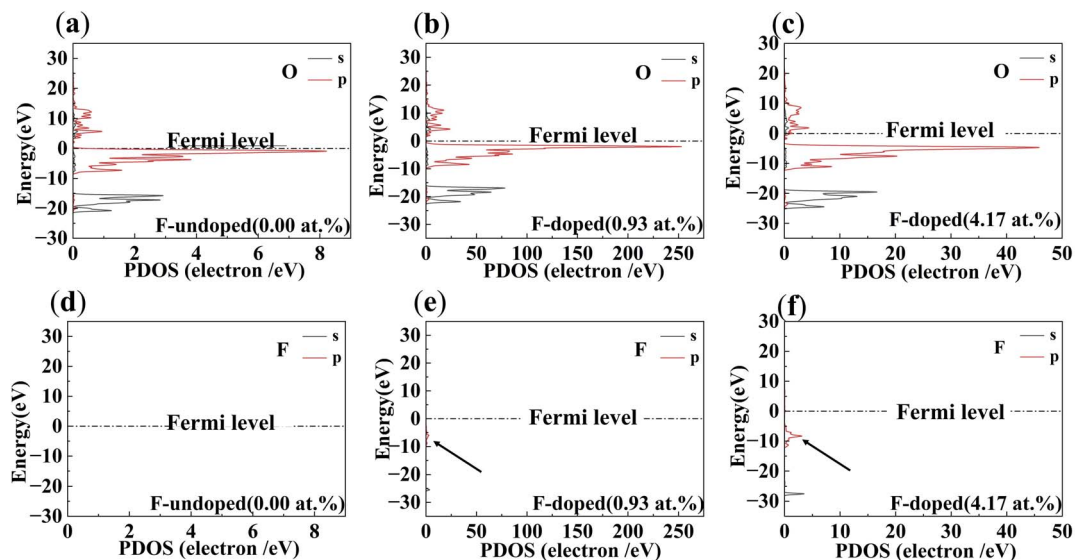 (a)
30
20
10
0
−10
−20
−30
Energy(eV)
O
s
p
Fermi level
F-undoped(0.00 at.%)
0 2 4 6 8
PDOS (electron /eV)
(b)
30
20
10
0
−10
−20
−30
Energy(eV)
O
s
p
Fermi level
F-doped(0.93 at.%)
0 50 75 100 150 200 250
PDOS (electron /eV)
(c)
30
20
10
0
−10
−20
−30
Energy(eV)
O
s
p
Fermi level
F-doped(4.17 at.%)
0 10 20 30 40 50
PDOS (electron /eV)
(d)
30
20
10
0
−10
−20
−30
Energy(eV)
F
s
p
Fermi level
F-undoped(0.00 at.%)
0 2 4 6 8
PDOS (electron /eV)
(e)
30
20
10
0
−10
−20
−30
Energy(eV)
F
s
p
Fermi level
F-doped(0.93 at.%)
0 50 75 100 150 200 250
PDOS (electron /eV)
(f)
30
20
10
0
−10
−20
−30
Energy(eV)
F
s
p
Fermi level
F-doped(4.17 at.%)
0 10 20 30 40 50
PDOS (electron /eV)